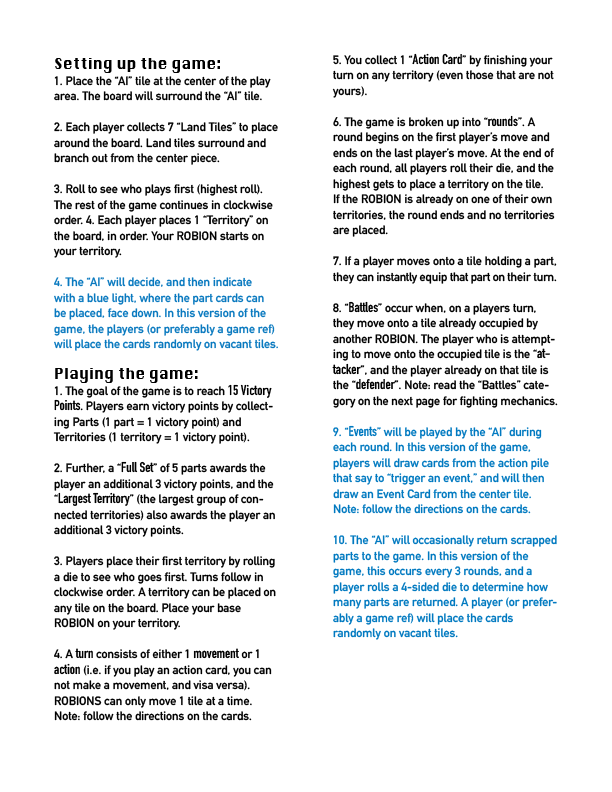 Setting up the game:
1. Place the “AI” tile at the center of the play
area. The board will surround the “AI” tile.
2. Each player collects 7 “Land Tiles” to place
around the board. Land tiles surround and
branch out from the center piece.
3. Roll to see who plays first (highest roll).
The rest of the game continues in clockwise
order. 4. Each player places 1 “Territory” on
the board, in order. Your ROBION starts on
your territory.
4. The “AI” will decide, and then indicate
with a blue light, where the part cards can
be placed, face down. In this version of the
game, the players (or preferably a game ref)
will place the cards randomly on vacant tiles.
Playing the game:
1. The goal of the game is to reach 15 Victory
Points. Players earn victory points by collect-
ing Parts (1 part = 1 victory point) and
Territories (1 territory = 1 victory point).
2. Further, a “Full Set” of 5 parts awards the
player an additional 3 victory points, and the
“Largest Territory” (the largest group of con-
nected territories) also awards the player an
additional 3 victory points.
3. Players place their first territory by rolling
a die to see who goes first. Turns follow in
clockwise order. A territory can be placed on
any tile on the board. Place your base
ROBION on your territory.
4. A turn consists of either 1 movement or 1
action (i.e. if you play an action card, you can
not make a movement, and visa versa).
ROBIONS can only move 1 tile at a time.
Note: follow the directions on the cards.
5. You collect 1 “Action Card” by finishing your
turn on any territory (even those that are not
yours).
6. The game is broken up into “rounds”. A
round begins on the first player’s move and
ends on the last player’s move. At the end of
each round, all players roll their die, and the
highest gets to place a territory on the tile.
If the ROBION is already on one of their own
territories, the round ends and no territories
are placed.
7. If a player moves onto a tile holding a part,
they can instantly equip that part on their turn.
8. “Battles” occur when, on a players turn,
they move onto a tile already occupied by
another ROBION. The player who is attempt-
ing to move onto the occupied tile is the “at-
tacker”, and the player already on that tile is
the “defender”. Note: read the “Battles” cate-
gory on the next page for fighting mechanics.
9. “Events” will be played by the “AI” during
each round. In this version of the game,
players will draw cards from the action pile
that say to “trigger an event,” and will then
draw an Event Card from the center tile.
Note: follow the directions on the cards.
10. The “AI” will occasionally return scrapped
parts to the game. In this version of the
game, this occurs every 3 rounds, and a
player rolls a 4-sided die to determine how
many parts are returned. A player (or prefer-
ably a game ref) will place the cards
randomly on vacant tiles.